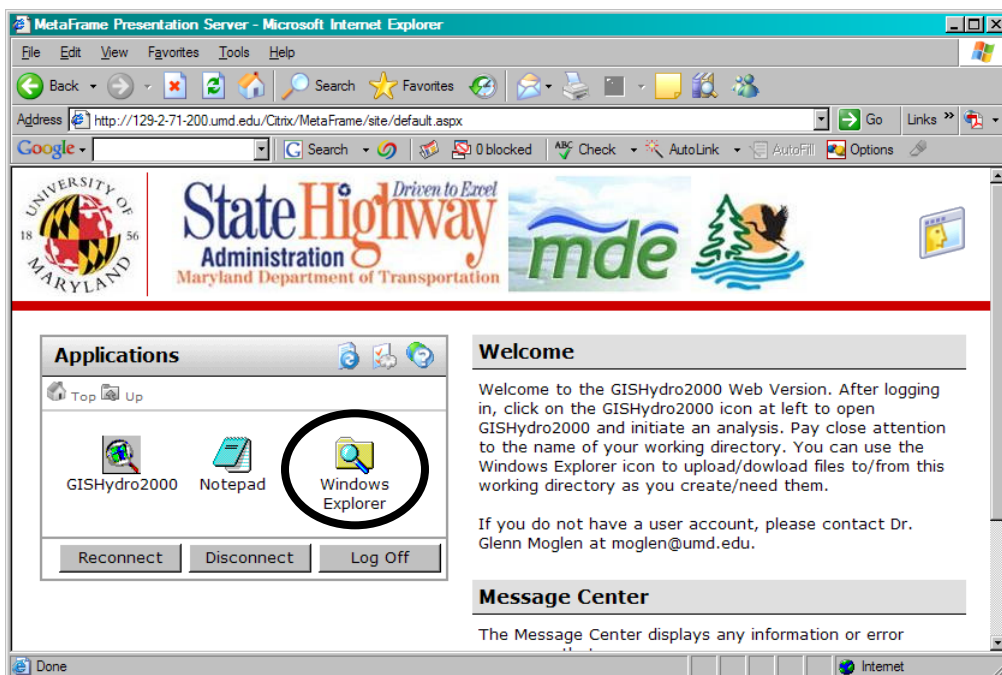 MetaFrame Presentation Server - Microsoft Internet Explorer
File Edit View Favorites Tools Help
Back Search Favorites
Address http://129-2-71-200.umd.edu/Citrix/MetaFrame/site/default.aspx Go Links »
Google Search 0 blocked ABC Check AutoLink AutoFill Options
UNIVERSITY OF
18 56
MARYLAND
State Highway
Driven to Excel
Administration
Maryland Department of Transportation
mde
Applications
Top Up
GISHydro2000 Notepad Windows
Explorer
Reconnect Disconnect Log Off
Welcome
Welcome to the GISHydro2000 Web Version. After logging
in, click on the GISHydro2000 icon at left to open
GISHydro2000 and initiate an analysis. Pay close attention
to the name of your working directory. You can use the
Windows Explorer icon to upload/dowload files to/from this
working directory as you create/need them.
If you do not have a user account, please contact Dr.
Glenn Moglen at moglen@umd.edu.
Message Center
The Message Center displays any information or error
Done Internet